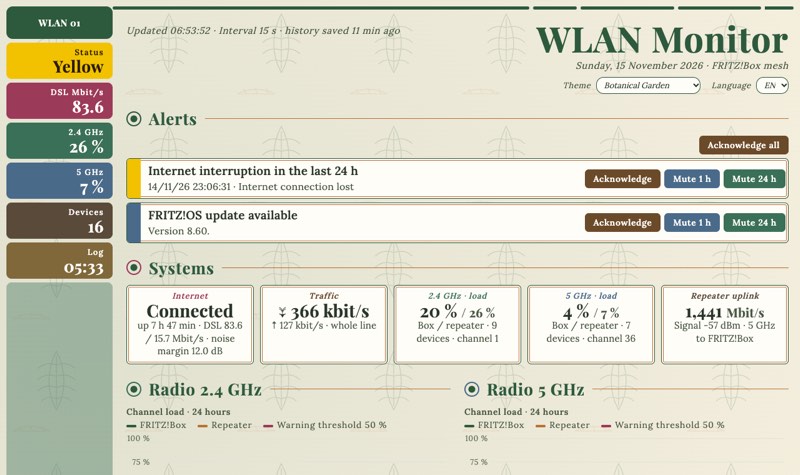 WLAN 01
Status
Yellow
DSL Mbit/s
83.6
2.4 GHz
26 %
5 GHz
7 %
Devices
16
Log
05:33
Updated 06:53:52 · Interval 15 s · history saved 11 min ago
WLAN Monitor
Sunday, 15 November 2026 · FRITZ!Box mesh
Theme Botanical Garden Language EN
Alerts
Acknowledge all
Internet interruption in the last 24 h
14/11/26 23:06:31 · Internet connection lost
Acknowledge Mute 1 h Mute 24 h
FRITZ!OS update available
Version 8.60.
Acknowledge Mute 1 h Mute 24 h
Systems
Internet
Connected
up 7 h 47 min · DSL 83.6
/ 15.7 Mbit/s · noise
margin 12.0 dB
Traffic
↓ 366 kbit/s
↑ 127 kbit/s · whole line
2.4 GHz · load
20 % / 26 %
Box / repeater · 9
devices · channel 1
5 GHz · load
4 % / 7 %
Box / repeater · 7
devices · channel 36
Repeater uplink
1,441 Mbit/s
Signal -57 dBm · 5 GHz
to FRITZ!Box
Radio 2.4 GHz
Channel load · 24 hours
FRITZ!Box Repeater Warning threshold 50 %
100 %
75 %
Radio 5 GHz
Channel load · 24 hours
FRITZ!Box Repeater Warning threshold 50 %
100 %
75 %